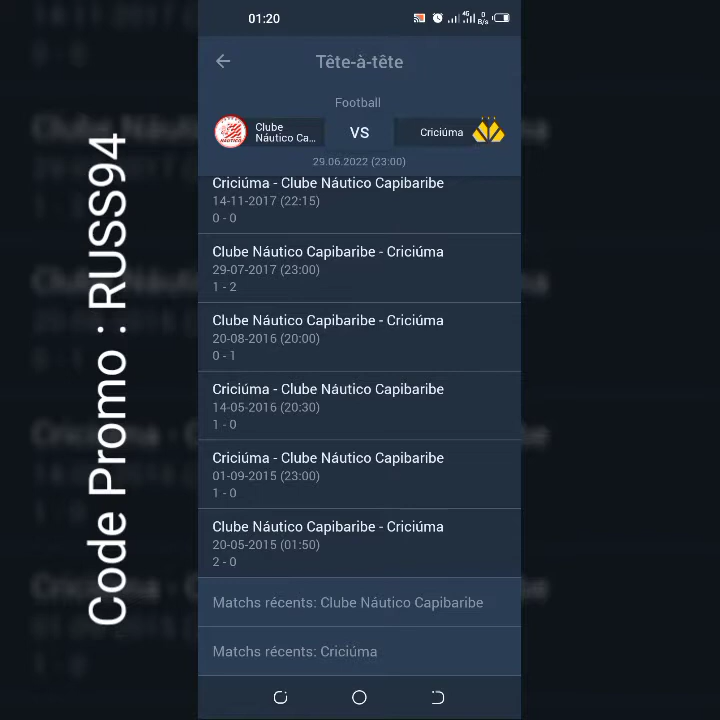 01:20
4G
0
B/s
Tête-à-tête
Football
Clube
Náutico Ca...
VS
Criciúma
29.06.2022 (23:00)
Criciúma - Clube Náutico Capibaribe
14-11-2017 (22:15)
0 - 0
Clube Náutico Capibaribe - Criciúma
29-07-2017 (23:00)
1 - 2
Clube Náutico Capibaribe - Criciúma
20-08-2016 (20:00)
0 - 1
Criciúma - Clube Náutico Capibaribe
14-05-2016 (20:30)
1 - 0
Criciúma - Clube Náutico Capibaribe
01-09-2015 (23:00)
1 - 0
Clube Náutico Capibaribe - Criciúma
20-05-2015 (01:50)
2 - 0
Matchs récents: Clube Náutico Capibaribe
Matchs récents: Criciúma
Code Promo : RUSS94